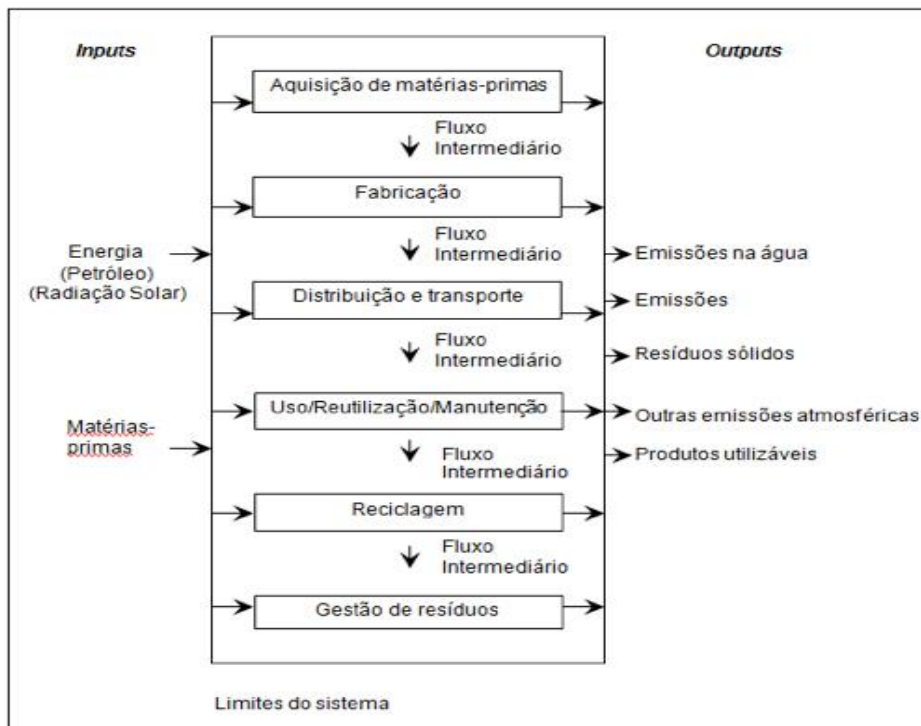 Inputs
Outputs
Aquisição de matérias-primas
Fluxo
Intermediário
Fabricação
Fluxo
Intermediário
Energia
(Petróleo)
(Radiação Solar)
Emissões na água
Distribuição e transporte
Emissões
Fluxo
Intermediário
Resíduos sólidos
Uso/Reutilização/Manutenção
Outras emissões atmosféricas
Matérias-
primas
Fluxo
Intermediário
Produtos utilizáveis
Reciclagem
Fluxo
Intermediário
Gestão de resíduos
Limites do sistema